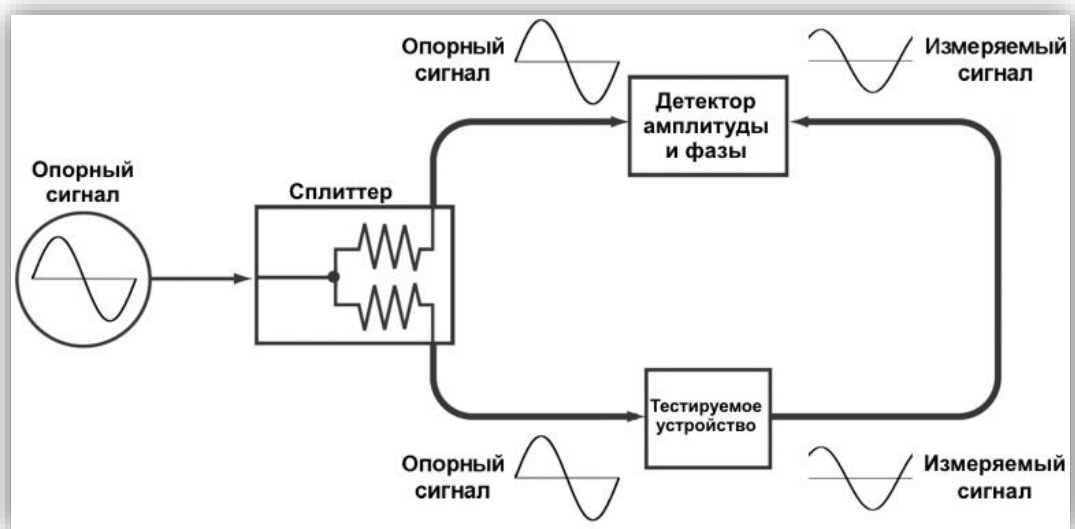 Опорный
сигнал
Измеряемый
сигнал
Детектор
амплитуды
и фазы
Опорный
сигнал
Сплиттер
Тестируемое
устройство
Опорный
сигнал
Измеряемый
сигнал